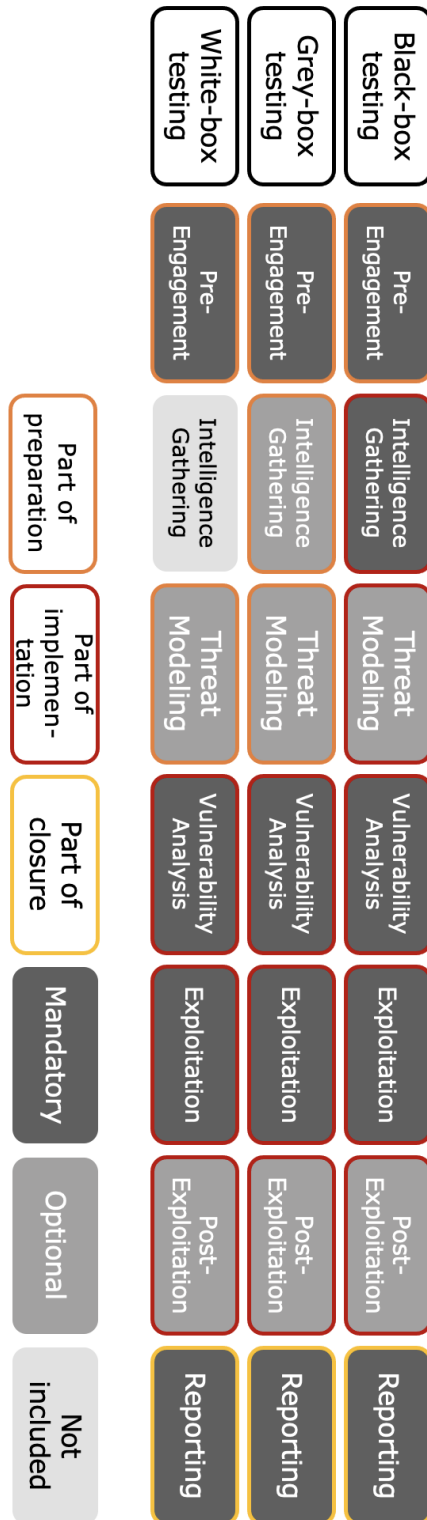 Black-box
testing
Pre-
Engagement
Intelligence
Gathering
Threat
Modeling
Vulnerability
Analysis
Exploitation
Post-
Exploitation
Reporting
Grey-box
testing
Pre-
Engagement
Intelligence
Gathering
Threat
Modeling
Vulnerability
Analysis
Exploitation
Post-
Exploitation
Reporting
White-box
testing
Pre-
Engagement
Intelligence
Gathering
Threat
Modeling
Vulnerability
Analysis
Exploitation
Post-
Exploitation
Reporting
Part of
preparation
Part of
implemen-
tation
Part of
closure
Mandatory
Optional
Not
included